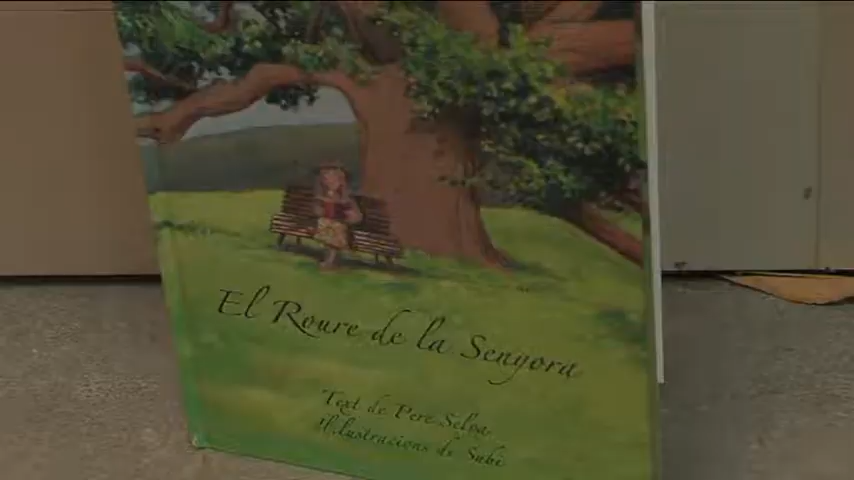 El Roure de la Senyora
Text de Pere Selva
il.lustracions de Subi